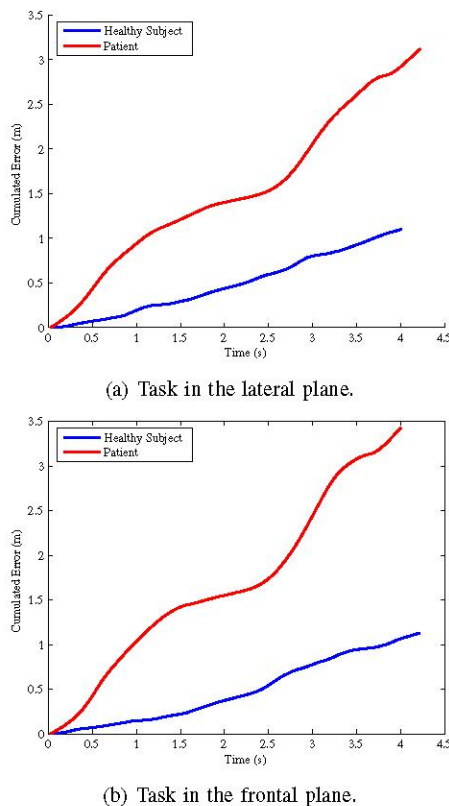 3.5
Healthy Subject
Patient
3
2.5
2
1.5
1
0.5
0
Cumulated Error (m)
0 0.5 1 1.5 2 2.5 3 3.5 4 4.5
Time (s)
(a) Task in the lateral plane.
3.5
Healthy Subject
Patient
3
2.5
2
1.5
1
0.5
0
Cumulated Error (m)
0 0.5 1 1.5 2 2.5 3 3.5 4 4.5
Time (s)
(b) Task in the frontal plane.